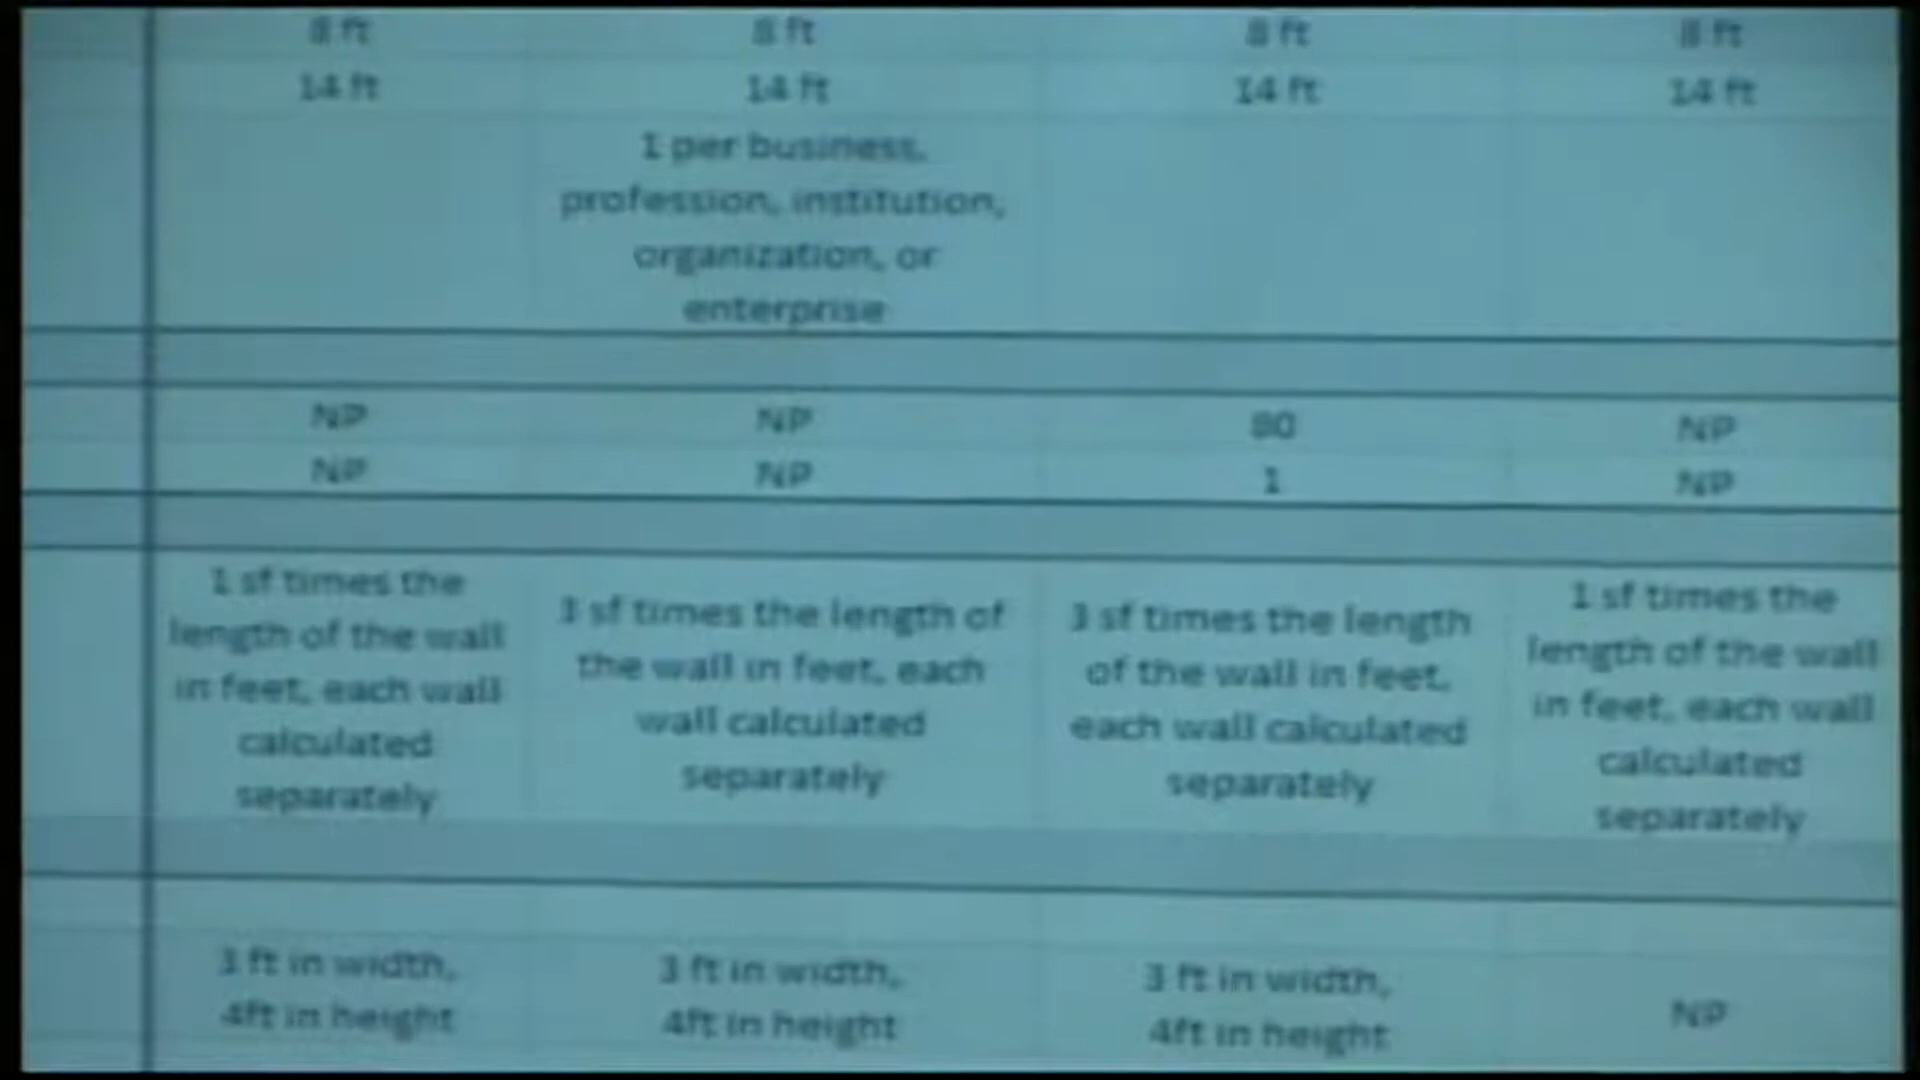 8 ft 8 ft 8 ft 8 ft
14 ft 14 ft 14 ft 14 ft
1 per business,
profession, institution,
organization, or
enterprise
NP NP 80 NP
NP NP 1 NP
1 sf times the
length of the wall
in feet, each wall
calculated
separately
3 sf times the length of
the wall in feet, each
wall calculated
separately
3 sf times the length
of the wall in feet,
each wall calculated
separately
1 sf times the
length of the wall
in feet, each wall
calculated
separately
3 ft in width,
4ft in height
3 ft in width,
4ft in height
3 ft in width,
4ft in height
NP